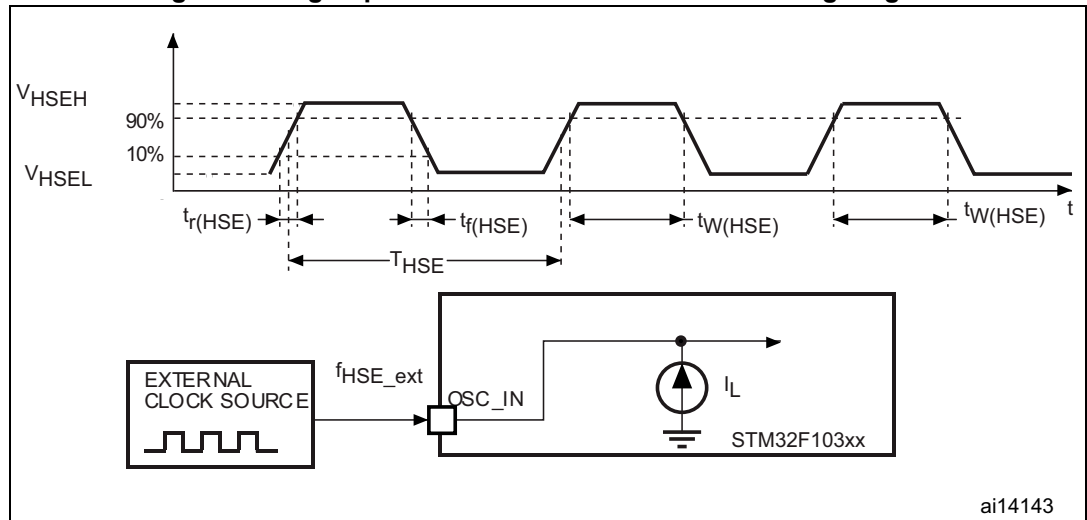 VHSEH
90%
10%
VHSEL
tr(HSE)
tf(HSE)
tW(HSE)
tW(HSE)
t
THSE
EXTERNAL
CLOCK SOURCE
fHSE_ext
OSC_IN
IL
STM32F103xx
ai14143